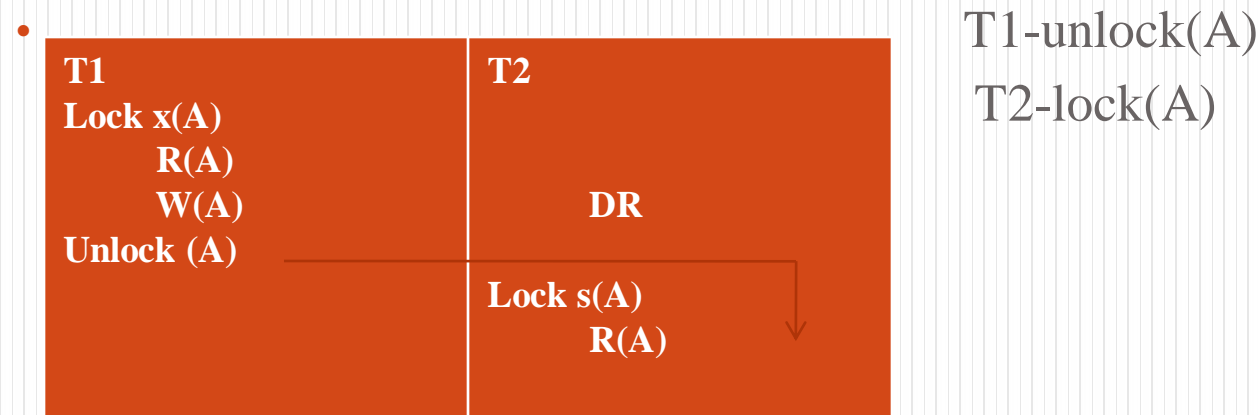 T1
Lock x(A)
R(A)
W(A)
Unlock (A)
T2
DR
Lock s(A)
R(A)
T1-unlock(A)
T2-lock(A)